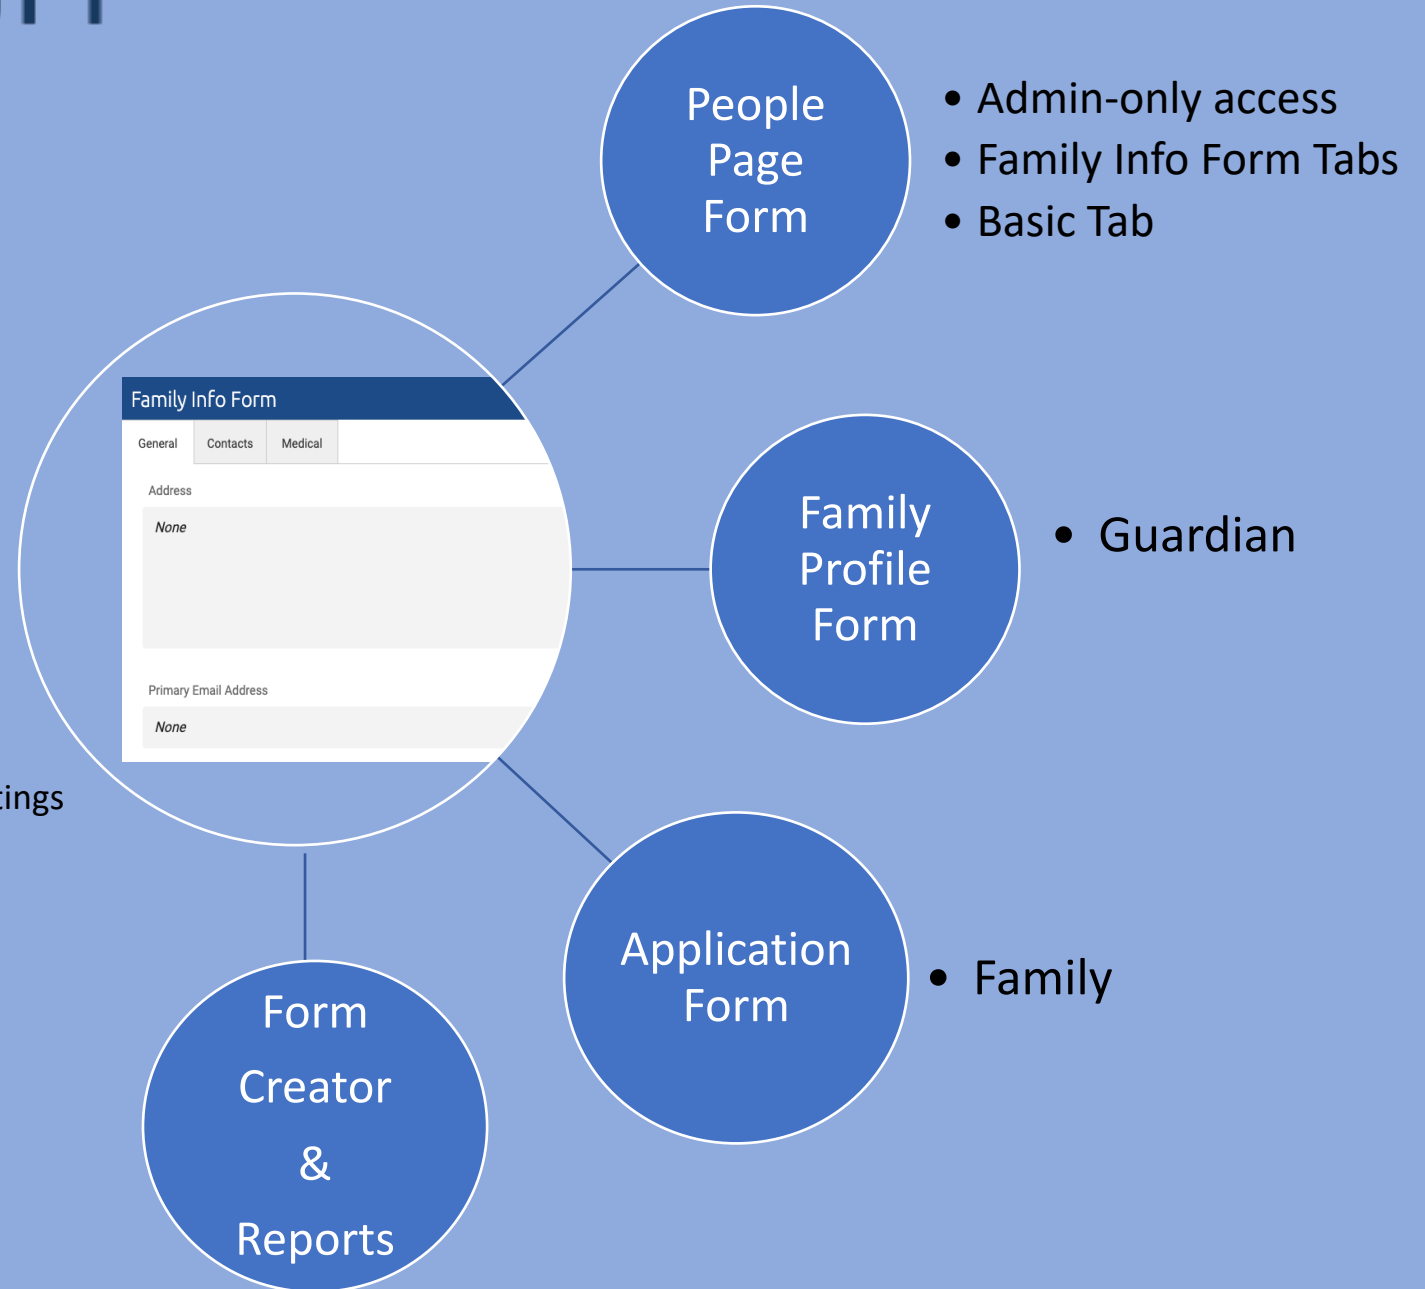 People
Page
Form
• Admin-only access
• Family Info Form Tabs
• Basic Tab
Family Info Form
General Contacts Medical
Address
None
Primary Email Address
None
Family
Profile
Form
• Guardian
Application
Form
• Family
Form
Creator
&
Reports